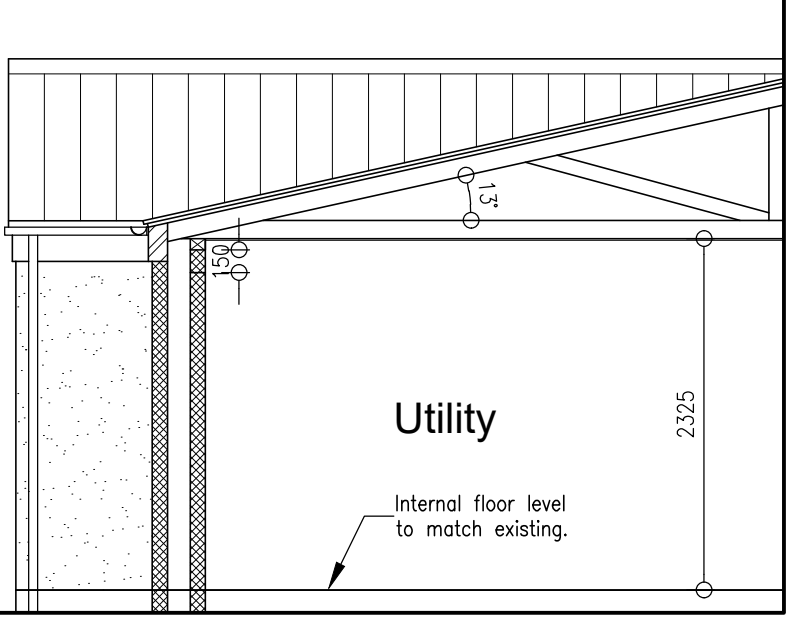 13°
150
Utility
2325
Internal floor level
to match existing.